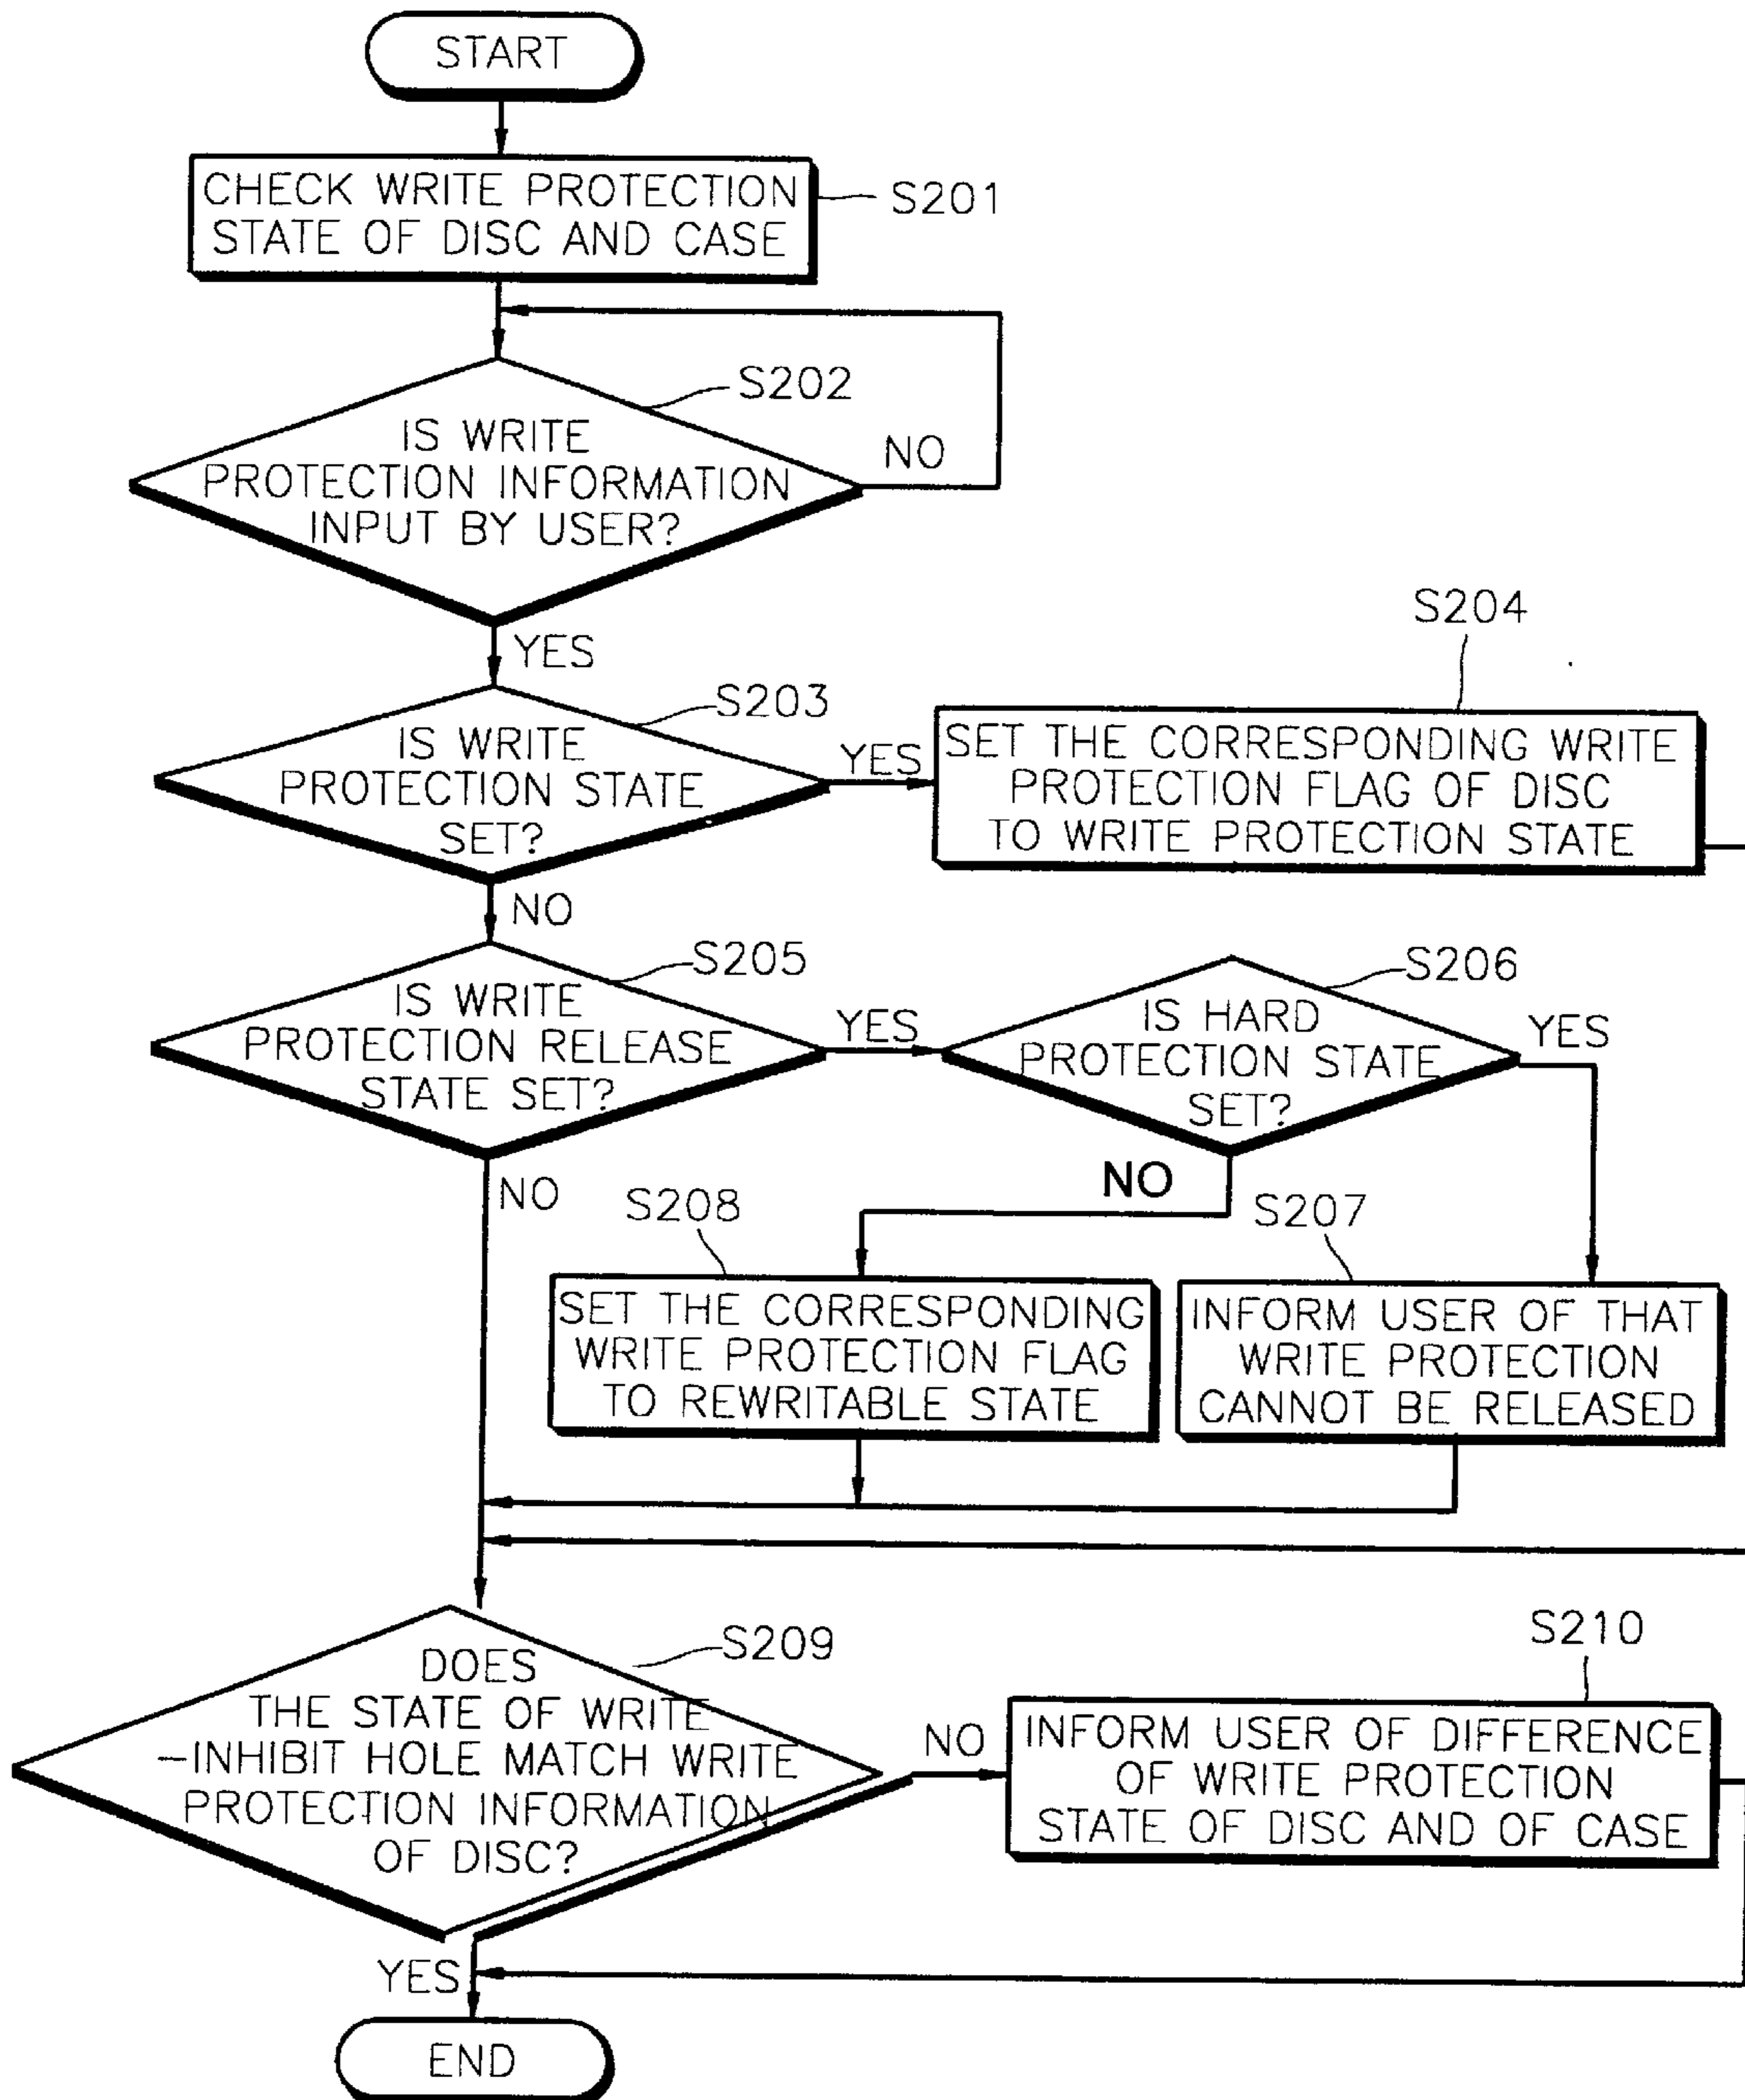 START
CHECK WRITE PROTECTION
STATE OF DISC AND CASE
S201
S202
IS WRITE
PROTECTION INFORMATION
INPUT BY USER?
NO
YES
S203
IS WRITE
PROTECTION STATE
SET?
YES
NO
S204
SET THE CORRESPONDING WRITE
PROTECTION FLAG OF DISC
TO WRITE PROTECTION STATE
S205
IS WRITE
PROTECTION RELEASE
STATE SET?
YES
NO
S206
IS HARD
PROTECTION STATE
SET?
YES
NO
S208
SET THE CORRESPONDING
WRITE PROTECTION FLAG
TO REWRITABLE STATE
S207
INFORM USER OF THAT
WRITE PROTECTION
CANNOT BE RELEASED
S209
DOES
THE STATE OF WRITE
-INHIBIT HOLE MATCH WRITE
PROTECTION INFORMATION
OF DISC?
NO
S210
INFORM USER OF DIFFERENCE
OF WRITE PROTECTION
STATE OF DISC AND OF CASE
YES
END